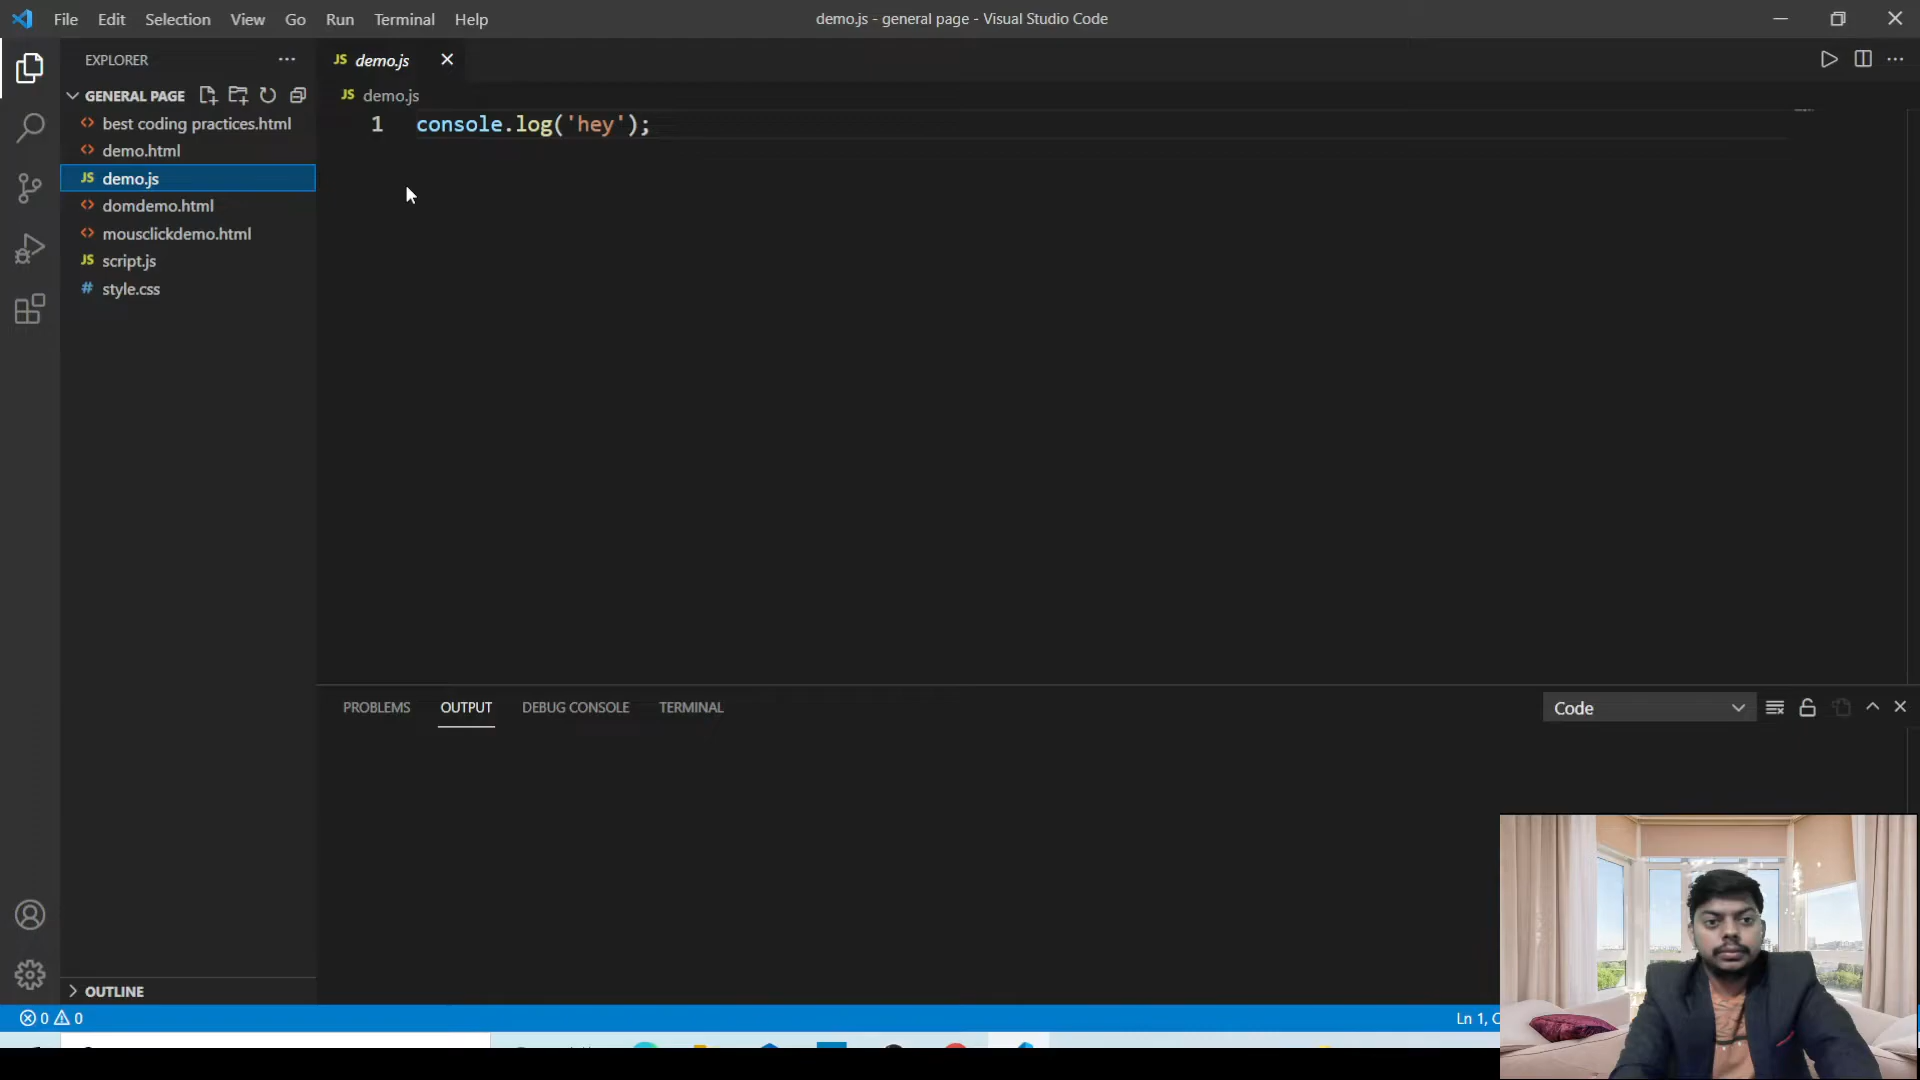 File Edit Selection View Go Run Terminal Help
demo.js - general page - Visual Studio Code
EXPLORER
GENERAL PAGE
best coding practices.html
demo.html
JS demo.js
domdemo.html
mousclickdemo.html
JS script.js
# style.css
OUTLINE
JS demo.js
JS demo.js
1 console.log('hey');
PROBLEMS OUTPUT DEBUG CONSOLE TERMINAL
Code
0 0
Ln 1, C